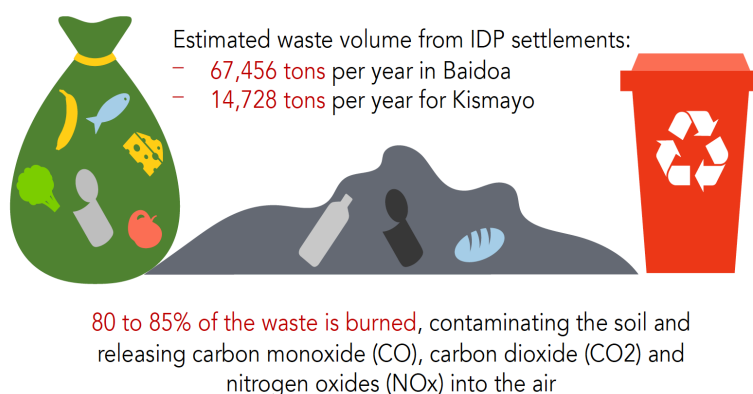 Estimated waste volume from IDP settlements:
– 67,456 tons per year in Baidoa
– 14,728 tons per year for Kismayo
80 to 85% of the waste is burned, contaminating the soil and
releasing carbon monoxide (CO), carbon dioxide (CO2) and
nitrogen oxides (NOx) into the air